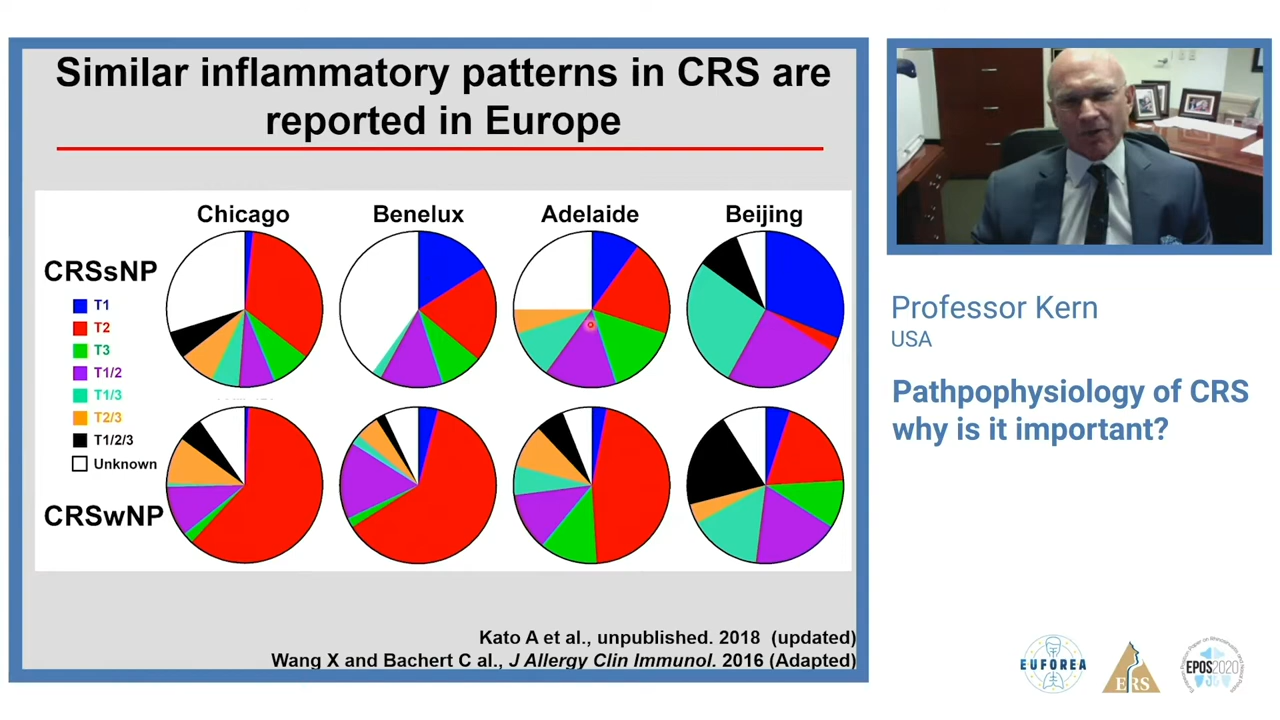 Similar inflammatory patterns in CRS are
reported in Europe
Chicago
Benelux
Adelaide
Beijing
CRSsNP
T1
T2
T3
T1/2
T1/3
T2/3
T1/2/3
Unknown
CRSwNP
Kato A et al., unpublished. 2018 (updated)
Wang X and Bachert C al., J Allergy Clin Immunol. 2016 (Adapted)
Professor Kern
USA
Pathpophysiology of CRS
why is it important?
EUFOREA
ERS
EPOS2020